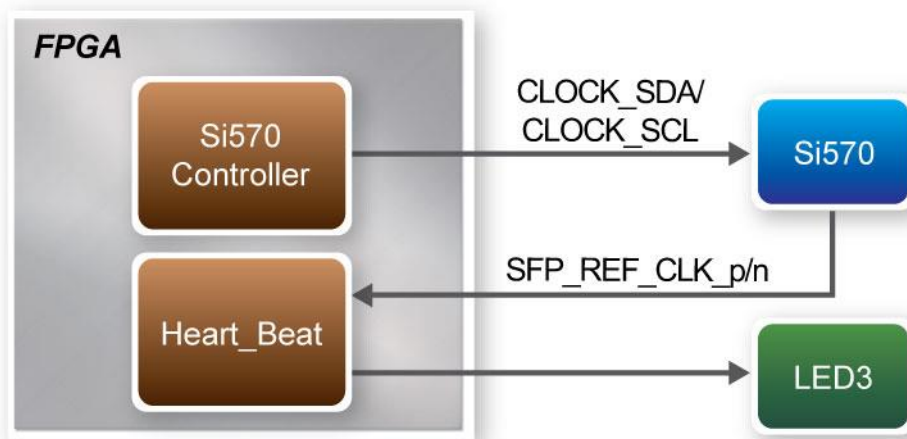 FPGA
Si570
Controller
CLOCK_SDA/
CLOCK_SCL
Si570
SFP_REF_CLK_p/n
Heart_Beat
LED3